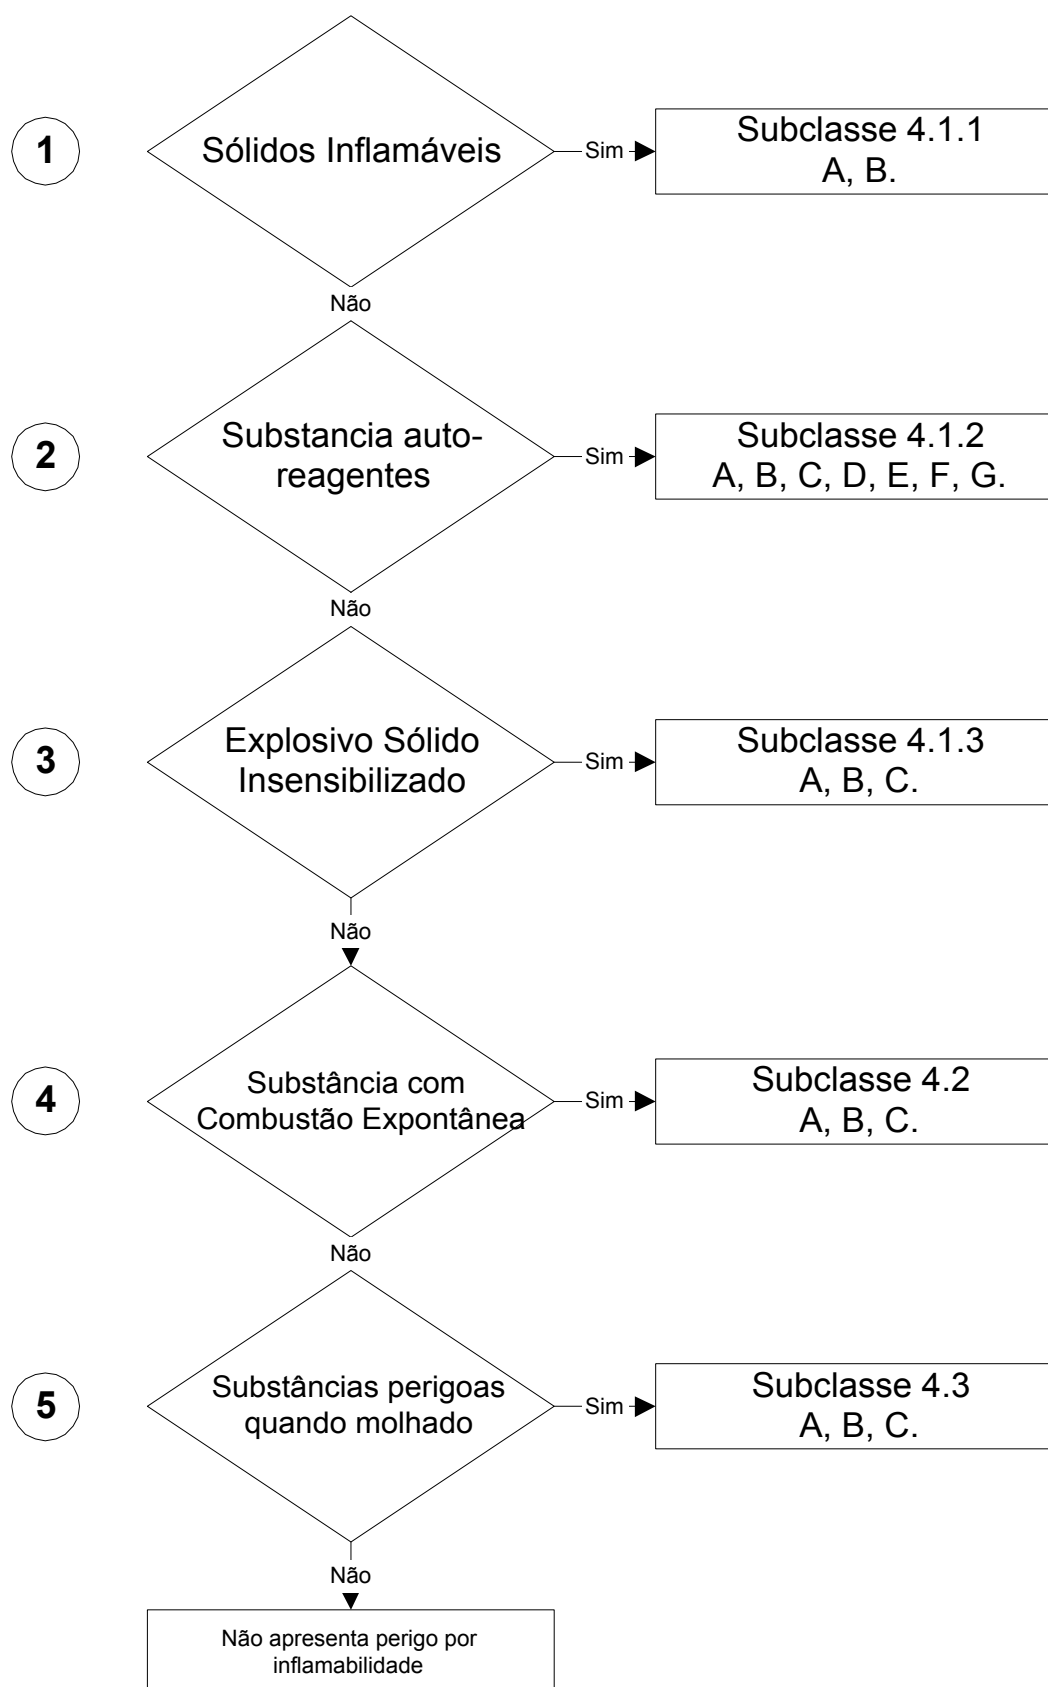 1
Sólidos Inflamáveis
Sim
Subclasse 4.1.1
A, B.
Não
2
Substancia auto-
reagentes
Sim
Subclasse 4.1.2
A, B, C, D, E, F, G.
Não
3
Explosivo Sólido
Insensibilizado
Sim
Subclasse 4.1.3
A, B, C.
Não
4
Substância com
Combustão Expontânea
Sim
Subclasse 4.2
A, B, C.
Não
5
Substâncias perigoas
quando molhado
Sim
Subclasse 4.3
A, B, C.
Não
Não apresenta perigo por
inflamabilidade